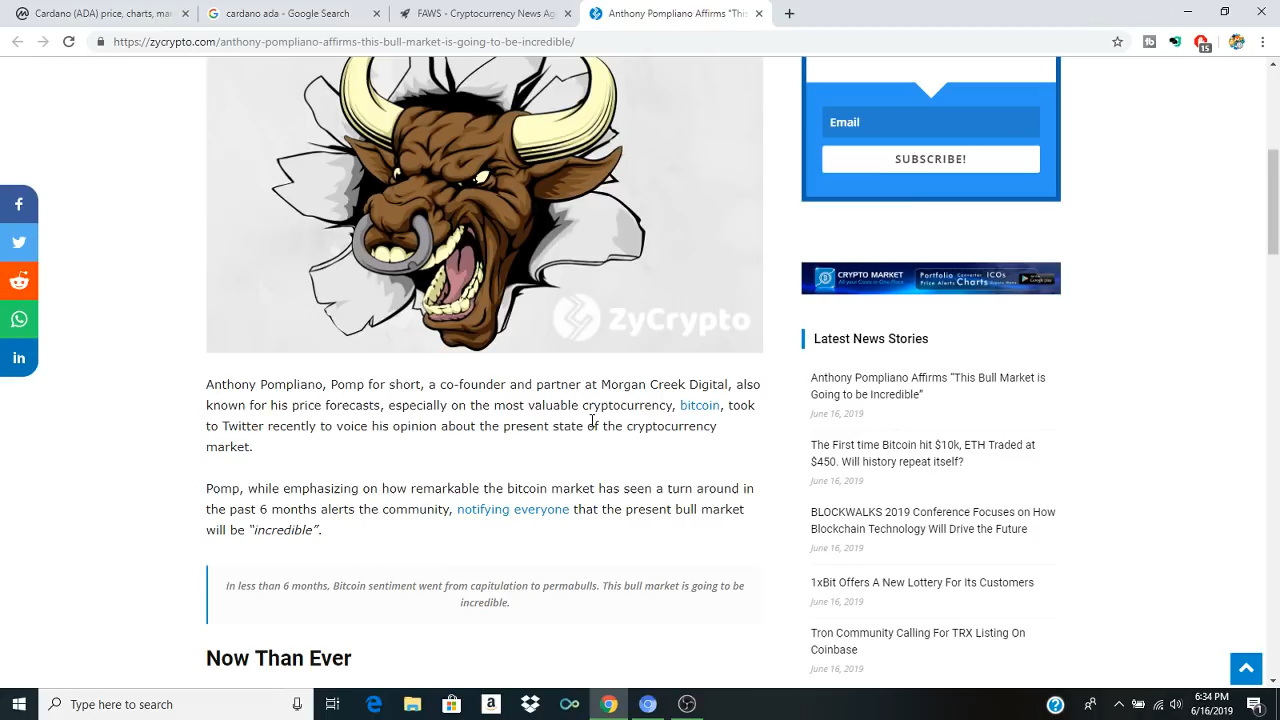 Cardano (ADA) price, charts, mar
cardano ada - Google Search
FAWS - Cryptocurrency News Ag
Anthony Pompliano Affirms "This
https://zycrypto.com/anthony-pompliano-affirms-this-bull-market-is-going-to-be-incredible/
15
Email
SUBSCRIBE!
ZyCrypto
CRYPTO MARKET
All your Coins in One Place
Portfolio Converter ICOs
Price Alerts Charts
Latest News Stories
Anthony Pompliano Affirms “This Bull Market is
Going to be Incredible”
June 16, 2019
The First time Bitcoin hit $10k, ETH Traded at
$450. Will history repeat itself?
June 16, 2019
BLOCKWALKS 2019 Conference Focuses on How
Blockchain Technology Will Drive the Future
June 16, 2019
1xBit Offers A New Lottery For Its Customers
June 16, 2019
Tron Community Calling For TRX Listing On
Coinbase
June 16, 2019
Anthony Ponpliano, Pomp for short, a co-founder and partner at Morgan Creek Digital, also
known for his price forecasts, especially on the most valuable cryptocurrency, bitcoin, took
to Twitter recently to voice his opinion about the present state of the cryptocurrency
market.
Pomp, while emphasizing on how remarkable the bitcoin market has seen a turn around in
the past 6 months alerts the community, notifying everyone that the present bull market
will be “incredible”.
In less than 6 months, Bitcoin sentiment went from capitulation to permabulls. This bull market is going to be
incredible.
Now Than Ever
Type here to search
6:34 PM
6/16/2019